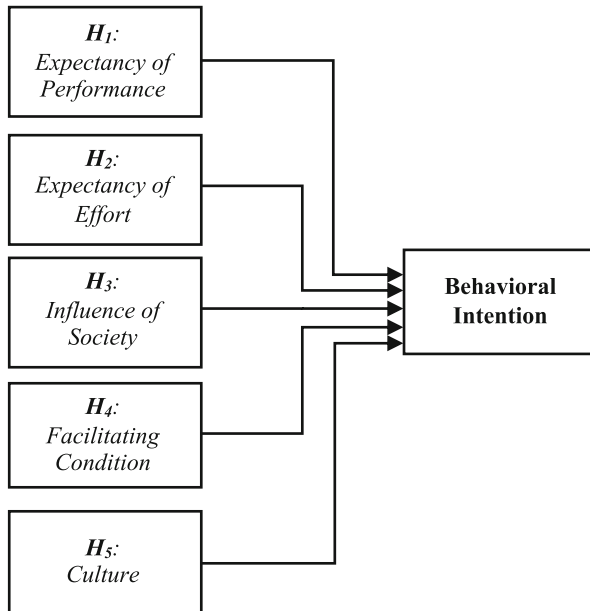 H₁:
Expectancy of
Performance
H₂:
Expectancy of
Effort
H₃:
Influence of
Society
H₄:
Facilitating
Condition
H₅:
Culture
Behavioral
Intention